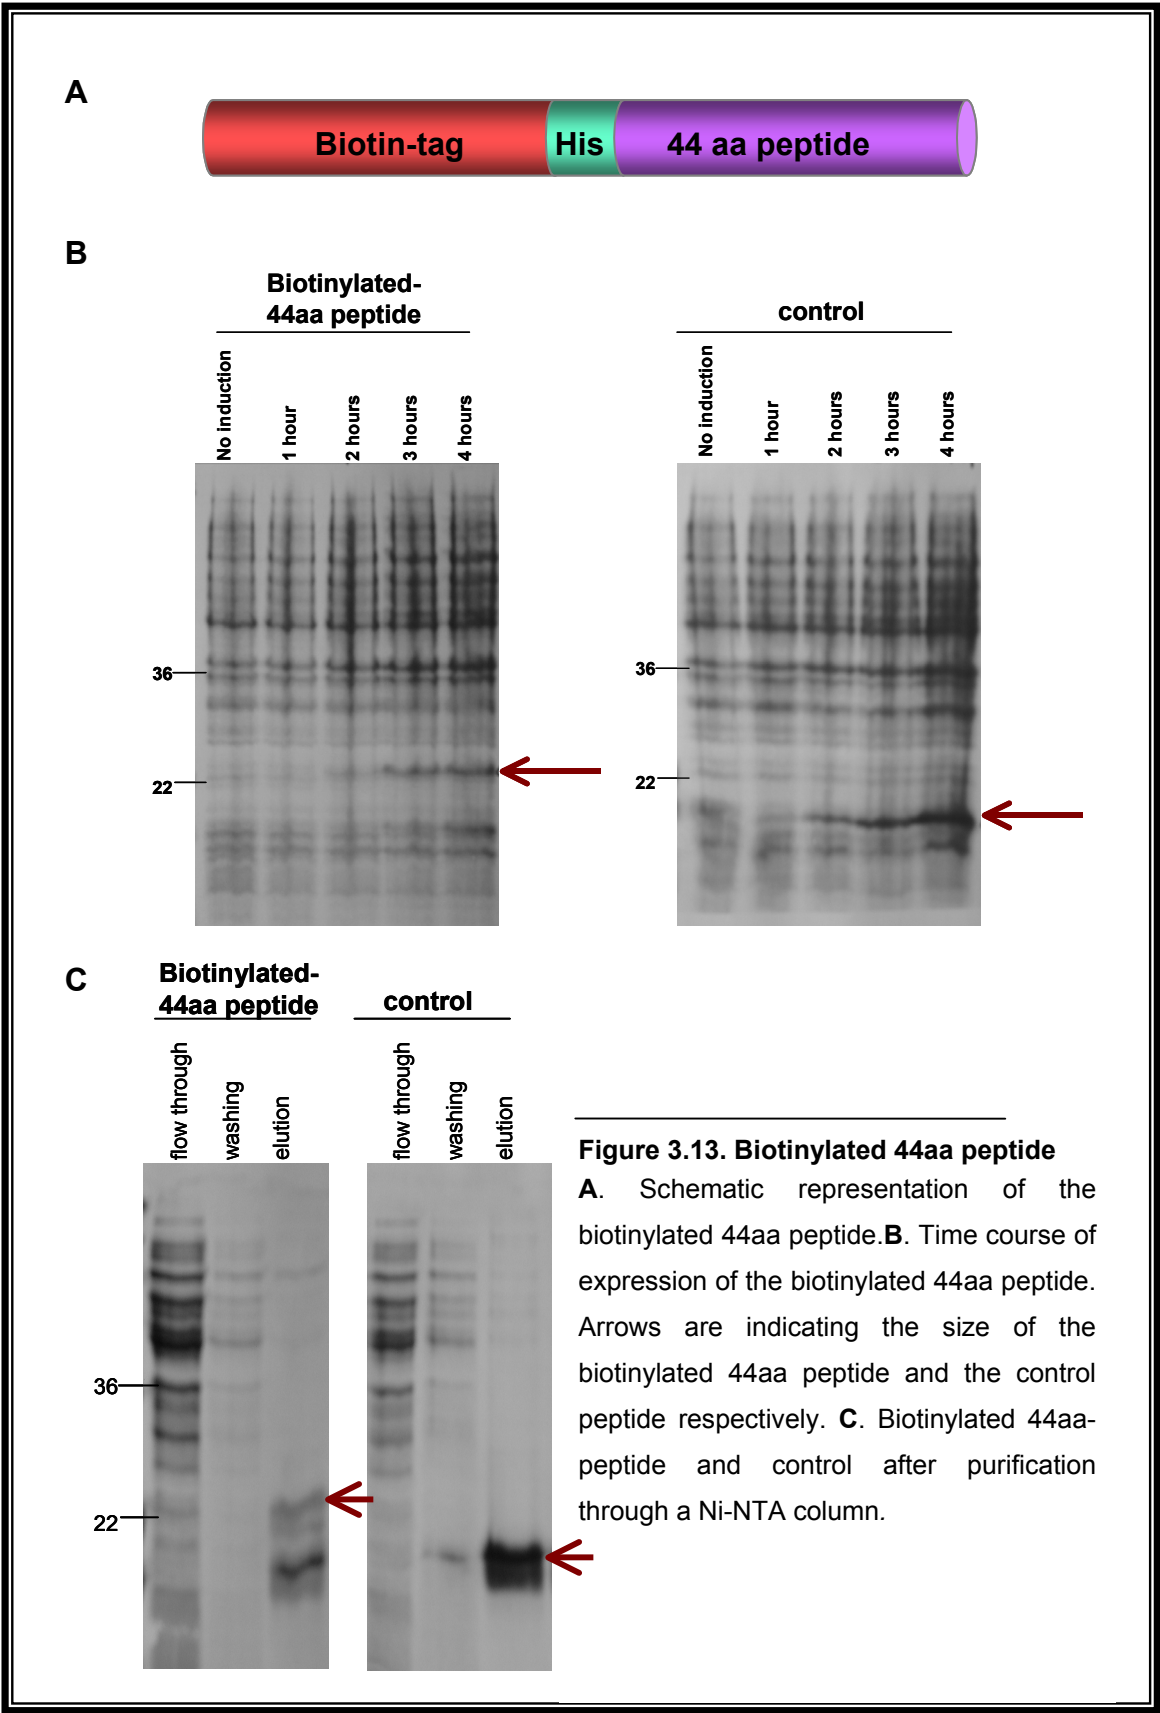 A
Biotin-tag His 44 aa peptide
B
Biotinylated-
44aa peptide
No induction
1 hour
2 hours
3 hours
4 hours
36
22
control
No induction
1 hour
2 hours
3 hours
4 hours
36
22
C
Biotinylated-
44aa peptide
flow through
washing
elution
36
22
control
flow through
washing
elution
Figure 3.13. Biotinylated 44aa peptide
A. Schematic representation of the
biotinylated 44aa peptide.B. Time course of
expression of the biotinylated 44aa peptide.
Arrows are indicating the size of the
biotinylated 44aa peptide and the control
peptide respectively. C. Biotinylated 44aa-
peptide and control after purification
through a Ni-NTA column.